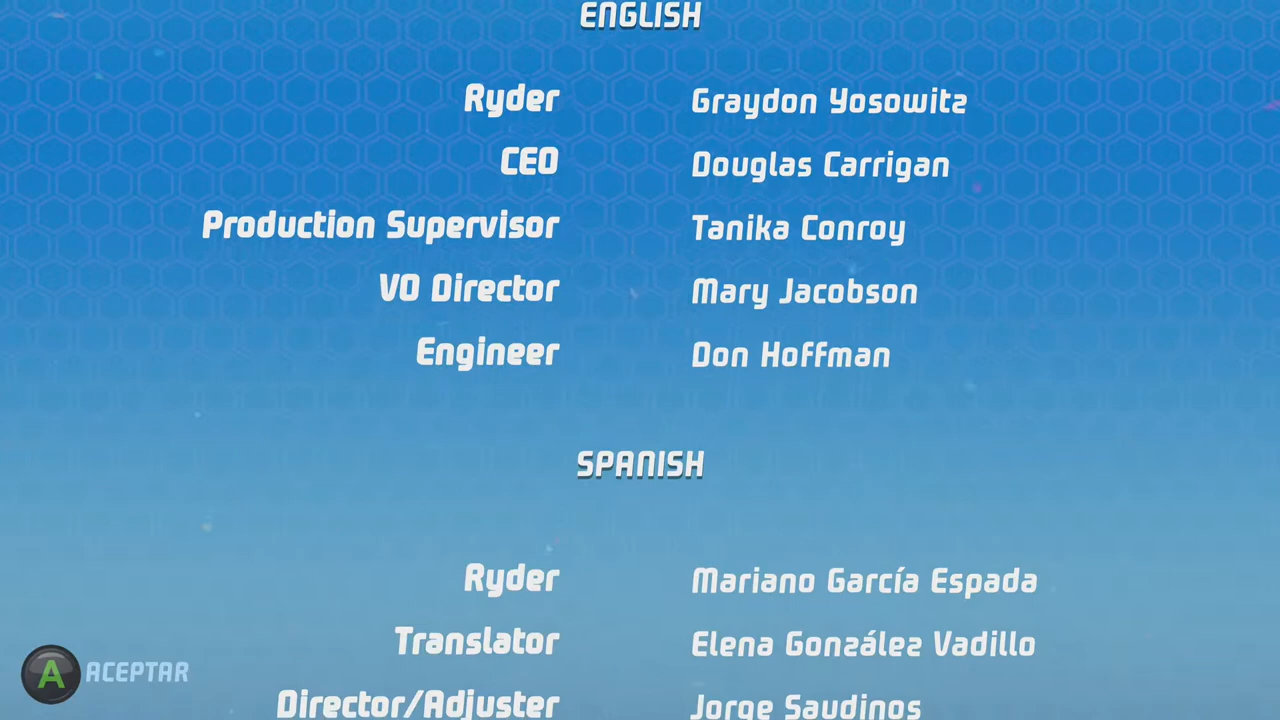 ENGLISH
Ryder Graydon Yosowitz
CEO Douglas Carrigan
Production Supervisor Tanika Conroy
VO Director Mary Jacobson
Engineer Don Hoffman
SPANISH
Ryder Mariano García Espada
Translator Elena González Vadillo
A ACEPTAR
Director/Adjuster Jorge Saudinos